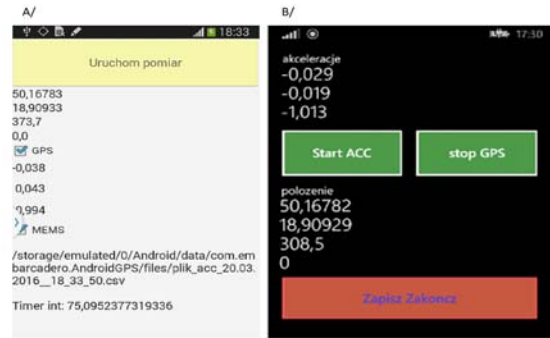 A/
18:33
Uruchom pomiar
50,16783
18,90933
373,7
0,0
GPS
-0,038
0,043
0,994
MEMS
/storage/emulated/0/Android/data/com.em
barcadero.AndroidGPS/files/plik_acc_20.03.
2016__18_33_50.csv
Timer int: 75,0952377319336
B/
17:30
akceleracje
-0,029
-0,019
-1,013
Start ACC
stop GPS
polozenie
50,16782
18,90929
308,5
0
Zapisz Zakoncz